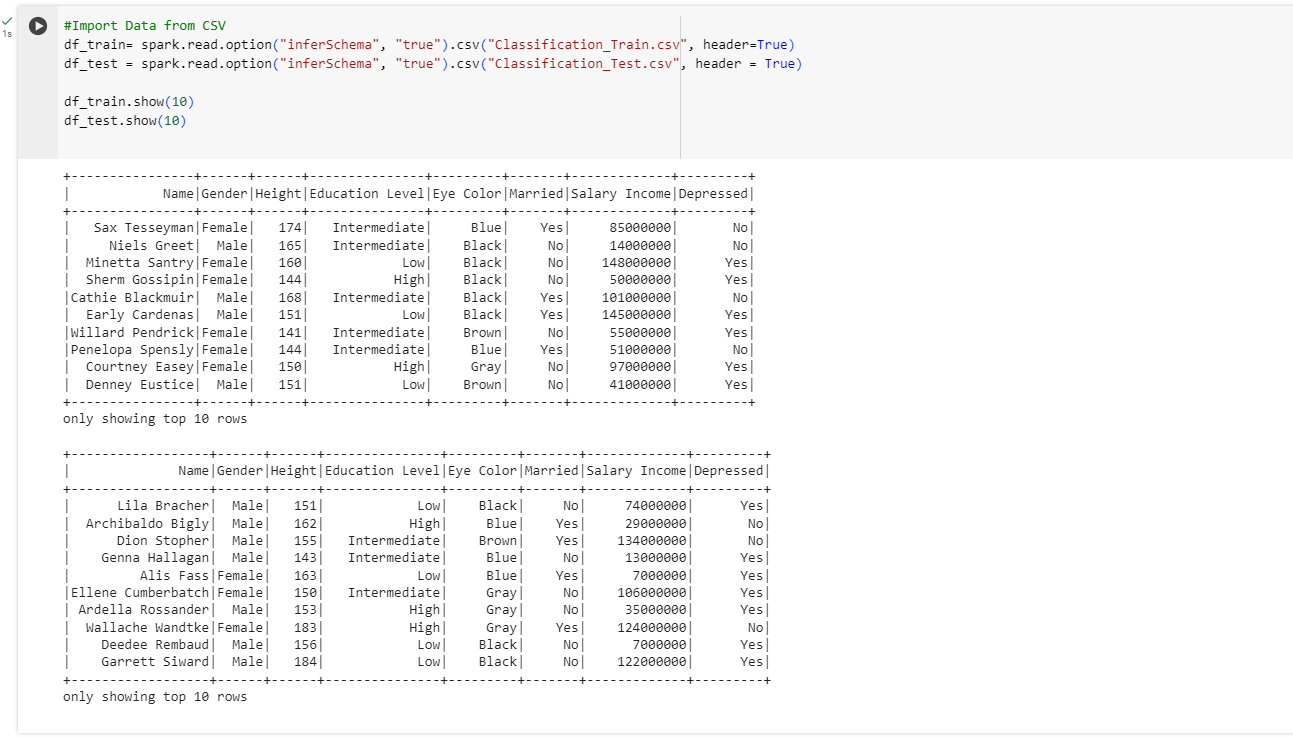 1s
#Import Data from CSV
df_train= spark.read.option("inferSchema", "true").csv("Classification_Train.csv", header=True)
df_test = spark.read.option("inferSchema", "true").csv("Classification_Test.csv", header = True)
df_train.show(10)
df_test.show(10)
+----------------+------+------+---------------+---------+-------+-------------+---------+
|            Name|Gender|Height|Education Level|Eye Color|Married|Salary Income|Depressed|
+----------------+------+------+---------------+---------+-------+-------------+---------+
|   Sax Tesseyman|Female|   174|   Intermediate|     Blue|    Yes|     85000000|       No|
|     Niels Greet|  Male|   165|   Intermediate|    Black|     No|     14000000|       No|
|  Minetta Santry|Female|   160|            Low|    Black|     No|    148000000|      Yes|
|  Sherm Gossipin|Female|   144|           High|    Black|     No|     50000000|      Yes|
|Cathie Blackmuir|  Male|   168|   Intermediate|    Black|    Yes|    101000000|       No|
|  Early Cardenas|  Male|   151|            Low|    Black|    Yes|    145000000|      Yes|
|Willard Pendrick|Female|   141|   Intermediate|    Brown|     No|     55000000|      Yes|
|Penelopa Spensly|Female|   144|   Intermediate|     Blue|    Yes|     51000000|       No|
|  Courtney Easey|Female|   150|           High|     Gray|     No|     97000000|      Yes|
|  Denney Eustice|  Male|   151|            Low|    Brown|     No|     41000000|      Yes|
+----------------+------+------+---------------+---------+-------+-------------+---------+
only showing top 10 rows
+------------------+------+------+---------------+---------+-------+-------------+---------+
|              Name|Gender|Height|Education Level|Eye Color|Married|Salary Income|Depressed|
+------------------+------+------+---------------+---------+-------+-------------+---------+
|      Lila Bracher|  Male|   151|            Low|    Black|     No|     74000000|      Yes|
|  Archibaldo Bigly|  Male|   162|           High|     Blue|    Yes|     29000000|       No|
|      Dion Stopher|  Male|   155|   Intermediate|    Brown|    Yes|    134000000|       No|
|    Genna Hallagan|  Male|   143|   Intermediate|     Blue|     No|     13000000|      Yes|
|         Alis Fass|Female|   163|            Low|     Blue|    Yes|      7000000|      Yes|
|Ellene Cumberbatch|Female|   150|   Intermediate|     Gray|     No|    106000000|      Yes|
| Ardella Rossander|  Male|   153|           High|     Gray|     No|     35000000|      Yes|
|  Wallache Wandtke|Female|   183|           High|     Gray|    Yes|    124000000|       No|
|    Deedee Rembaud|  Male|   156|            Low|    Black|     No|      7000000|      Yes|
|    Garrett Siward|  Male|   184|            Low|    Black|     No|    122000000|      Yes|
+------------------+------+------+---------------+---------+-------+-------------+---------+
only showing top 10 rows